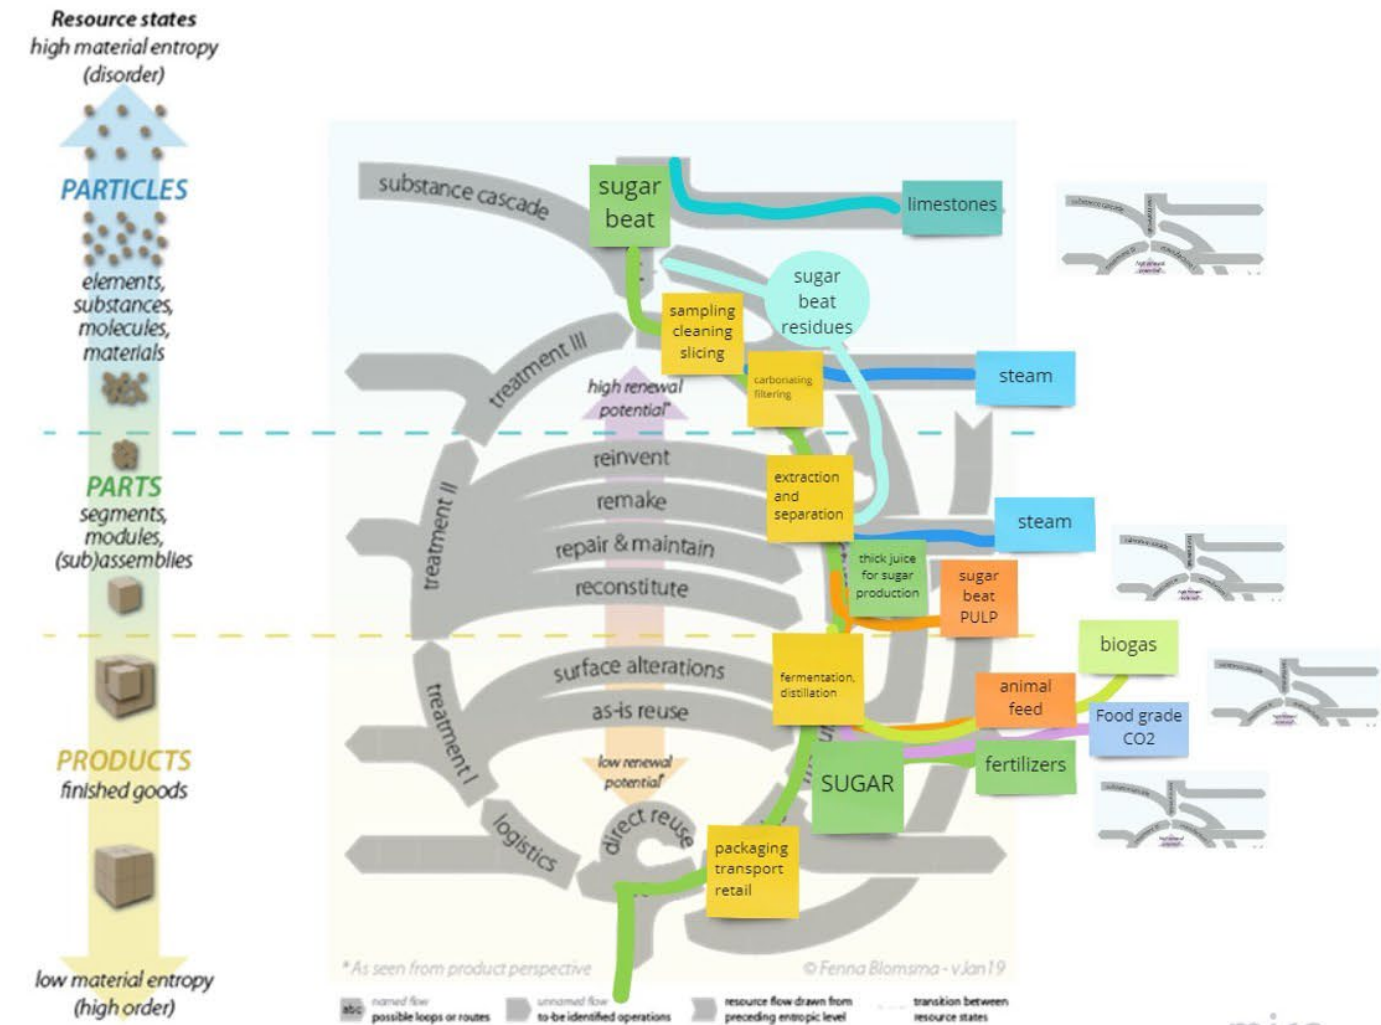 Resource states
high material entropy
(disorder)
PARTICLES
elements,
substances,
molecules,
materials
PARTS
segments,
modules,
(sub)assemblies
PRODUCTS
finished goods
low material entropy
(high order)
substance cascade
sugar
beat
limestones
sugar
beat
residues
sampling
cleaning
slicing
treatment III
carbonating
filtering
steam
high renewal
potential*
reinvent
remake
repair & maintain
reconstitute
treatment II
extraction
and
separation
steam
thick juice
for sugar
production
sugar
beat
PULP
biogas
surface alterations
as-is reuse
treatment I
fermentation,
distillation
animal
feed
Food grade
CO2
fertilizers
SUGAR
low renewal
potential*
direct reuse
logistics
packaging
transport
retail
* As seen from product perspective
© Fenna Blomsma - vJan19
abc
named flow
possible loops or routes
unnamed flow
to-be identified operations
resource flow drawn from
preceding entropic level
transition between
resource states